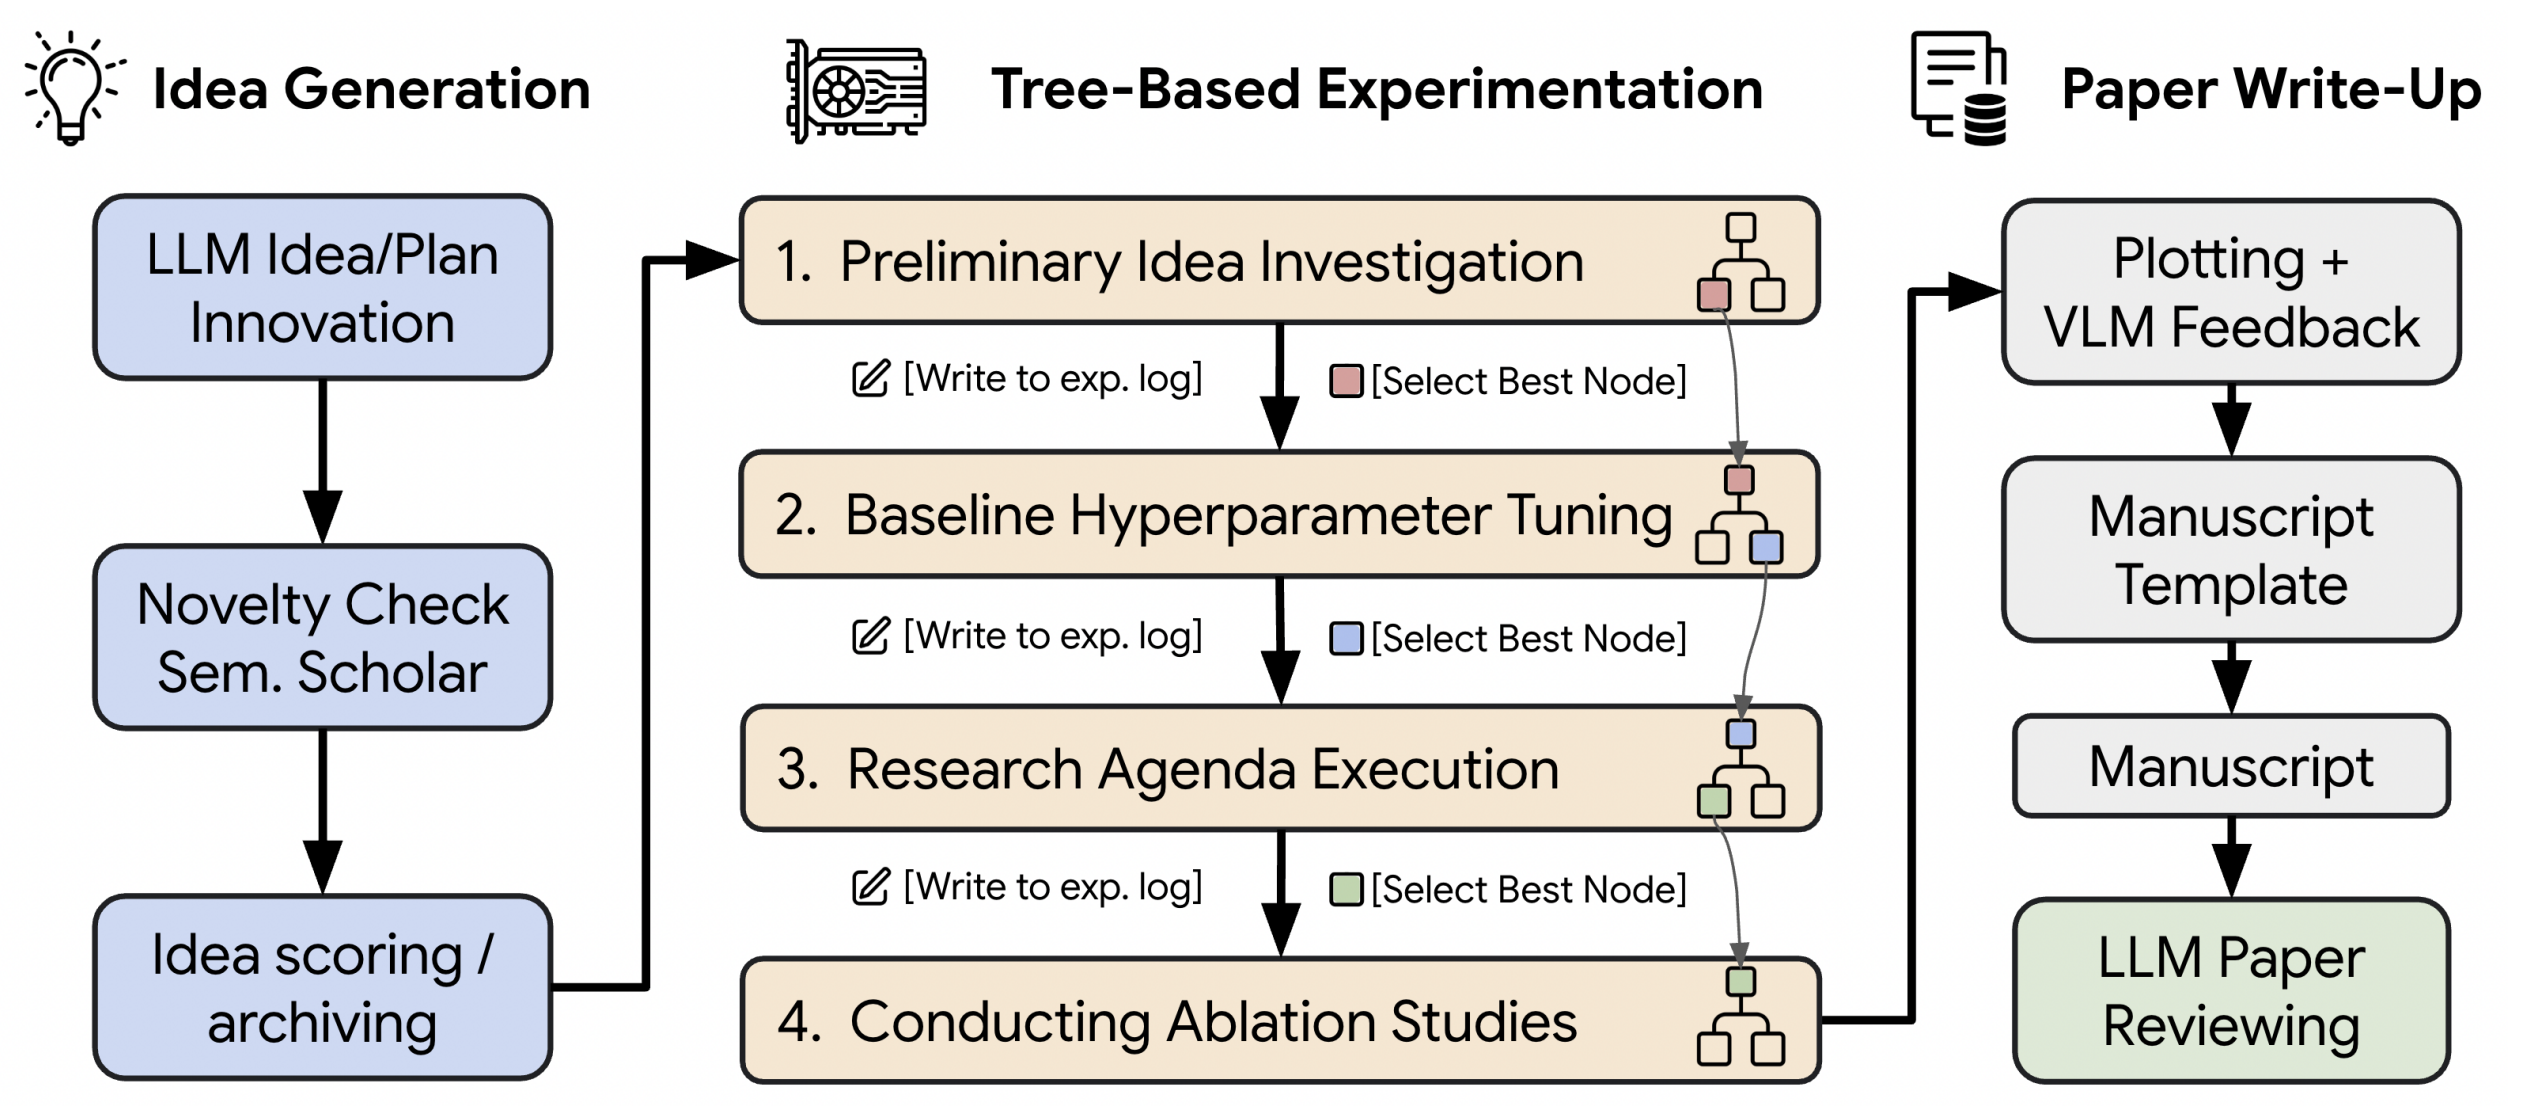 Idea Generation
LLM Idea/Plan
Innovation
Novelty Check
Sem. Scholar
Idea scoring /
archiving
Tree-Based Experimentation
1. Preliminary Idea Investigation
[Write to exp. log]
[Select Best Node]
2. Baseline Hyperparameter Tuning
[Write to exp. log]
[Select Best Node]
3. Research Agenda Execution
[Write to exp. log]
[Select Best Node]
4. Conducting Ablation Studies
Paper Write-Up
Plotting +
VLM Feedback
Manuscript
Template
Manuscript
LLM Paper
Reviewing